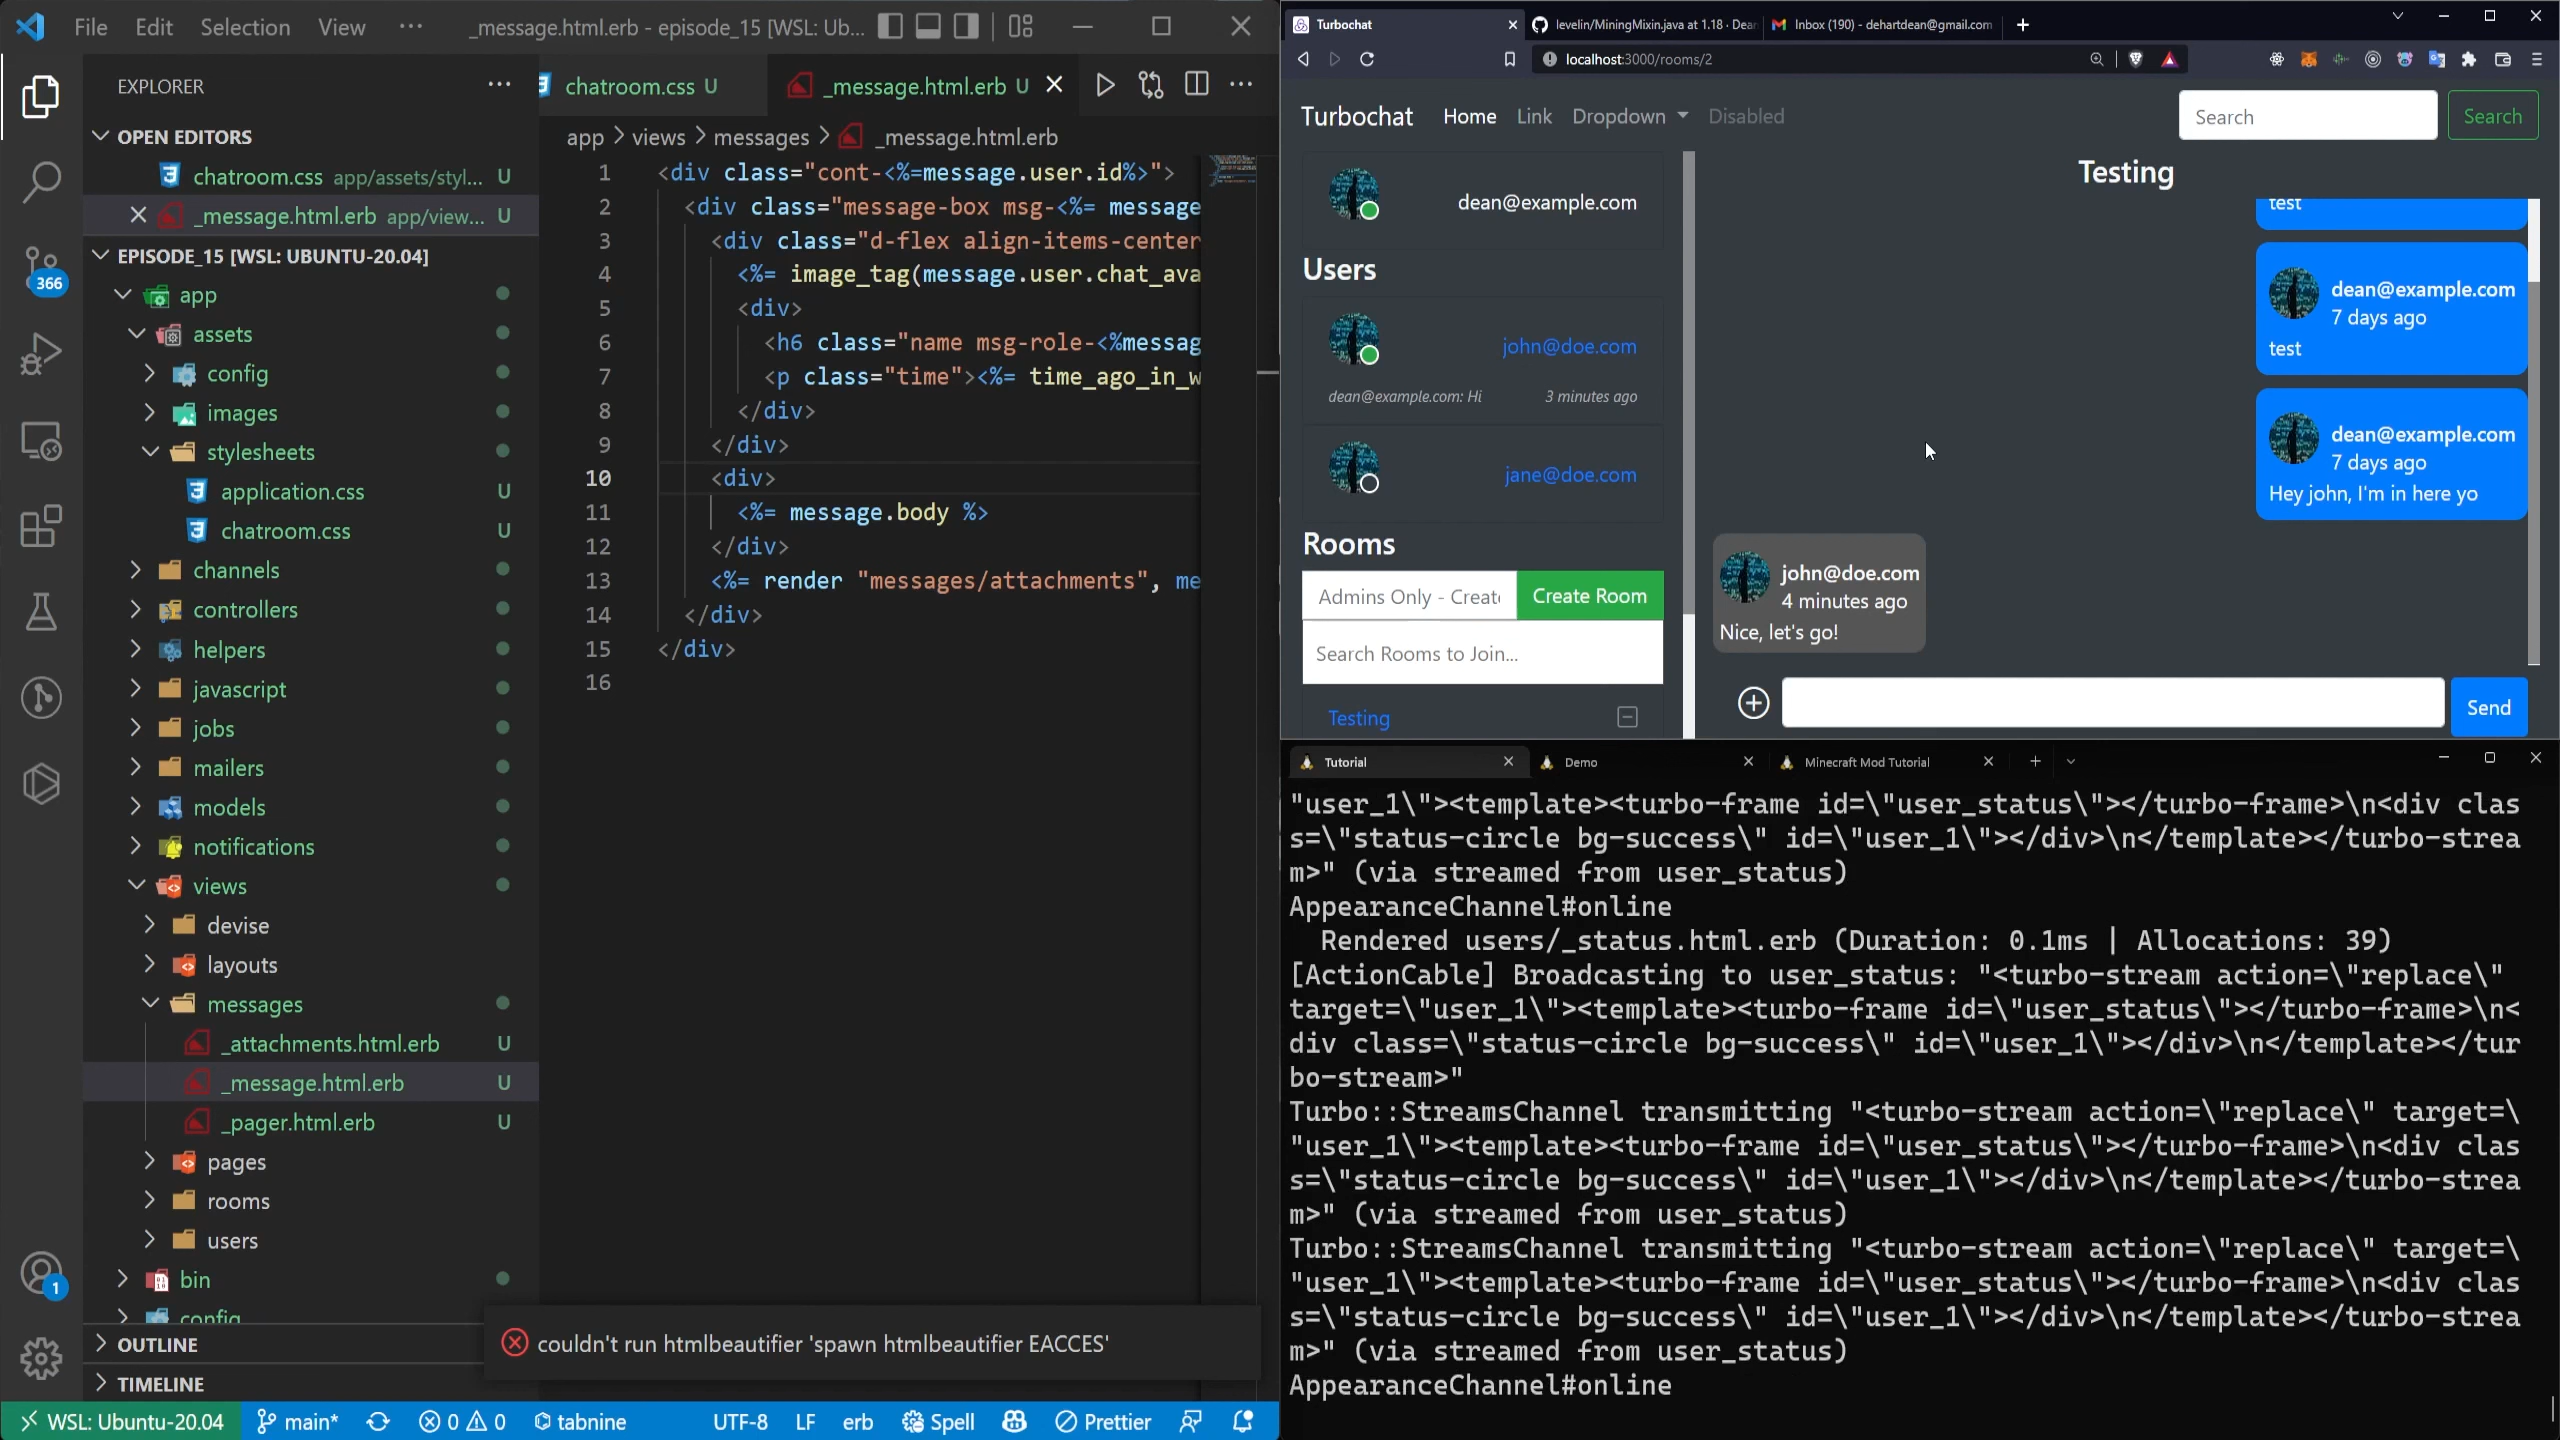 File Edit Selection View ··· _message.html.erb - episode_15 [WSL: Ub...
EXPLORER
OPEN EDITORS
chatroom.css app/assets/styl... U
_message.html.erb app/view... U
EPISODE_15 [WSL: UBUNTU-20.04]
app
assets
config
images
stylesheets
application.css U
chatroom.css U
channels
controllers
helpers
javascript
jobs
mailers
models
notifications
views
devise
layouts
messages
_attachments.html.erb U
_message.html.erb U
_pager.html.erb U
pages
rooms
users
bin
config
OUTLINE
TIMELINE
366
1
chatroom.css U _message.html.erb U
app > views > messages > _message.html.erb
1 <div class="cont-<%=message.user.id%>">
2 <div class="message-box msg-<%= message
3 <div class="d-flex align-items-center
4 <%= image_tag(message.user.chat_ava
5 <div>
6 <h6 class="name msg-role-<%messag
7 <p class="time"><%= time_ago_in_w
8 </div>
9 </div>
10 <div>
11 <%= message.body %>
12 </div>
13 <%= render "messages/attachments", me
14 </div>
15 </div>
16
couldn't run htmlbeautifier 'spawn htmlbeautifier EACCES'
WSL: Ubuntu-20.04 main* 0 0 tabnine UTF-8 LF erb Spell Prettier
Turbochat levelin/MiningMixin.java at 1.18 · Dear Inbox (190) - dehartdean@gmail.com
localhost:3000/rooms/2
Turbochat Home Link Dropdown Disabled Search Search
dean@example.com
Users
john@doe.com
dean@example.com: Hi 3 minutes ago
jane@doe.com
Rooms
Admins Only - Create Create Room
Search Rooms to Join...
Testing
Testing
test
dean@example.com
7 days ago
test
dean@example.com
7 days ago
Hey john, I'm in here yo
john@doe.com
4 minutes ago
Nice, let's go!
Send
Tutorial Demo Minecraft Mod Tutorial
"user_1\"><template><turbo-frame id=\"user_status\"></turbo-frame>\n<div clas
s=\"status-circle bg-success\" id=\"user_1\"></div>\n</template></turbo-strea
m>" (via streamed from user_status)
AppearanceChannel#online
Rendered users/_status.html.erb (Duration: 0.1ms | Allocations: 39)
[ActionCable] Broadcasting to user_status: "<turbo-stream action=\"replace\"
target=\"user_1\"><template><turbo-frame id=\"user_status\"></turbo-frame>\n<
div class=\"status-circle bg-success\" id=\"user_1\"></div>\n</template></tur
bo-stream>"
Turbo::StreamsChannel transmitting "<turbo-stream action=\"replace\" target=\
"user_1\"><template><turbo-frame id=\"user_status\"></turbo-frame>\n<div clas
s=\"status-circle bg-success\" id=\"user_1\"></div>\n</template></turbo-strea
m>" (via streamed from user_status)
Turbo::StreamsChannel transmitting "<turbo-stream action=\"replace\" target=\
"user_1\"><template><turbo-frame id=\"user_status\"></turbo-frame>\n<div clas
s=\"status-circle bg-success\" id=\"user_1\"></div>\n</template></turbo-strea
m>" (via streamed from user_status)
AppearanceChannel#online